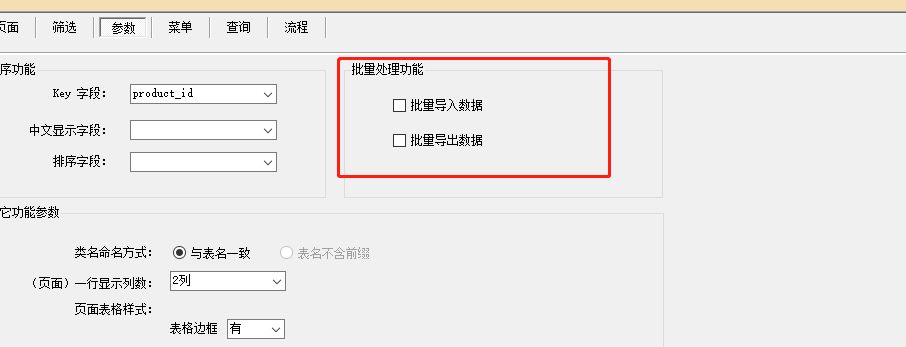 页面 筛选 参数 菜单 查询 流程
序功能
Key 字段： product_id
中文显示字段：
排序字段：
批量处理功能
批量导入数据
批量导出数据
它功能参数
类名命名方式： 与表名一致 表名不含前缀
（页面）一行显示列数： 2列
页面表格样式：
表格边框 有